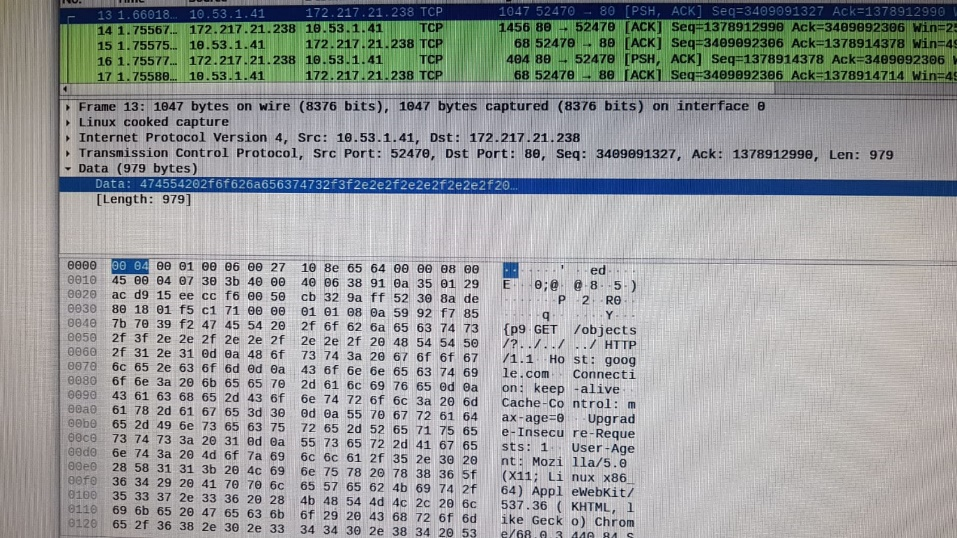 13 1.66018… 10.53.1.41 172.217.21.238 TCP 1047 52470 → 80 [PSH, ACK] Seq=3409091327 Ack=1378912990 W
14 1.75567… 172.217.21.238 10.53.1.41 TCP 1456 80 → 52470 [ACK] Seq=1378912990 Ack=3409092306 Win=25
15 1.75575… 10.53.1.41 172.217.21.238 TCP 68 52470 → 80 [ACK] Seq=3409092306 Ack=1378914378 Win=49
16 1.75577… 172.217.21.238 10.53.1.41 TCP 404 80 → 52470 [PSH, ACK] Seq=1378914378 Ack=3409092306 W
17 1.75580… 10.53.1.41 172.217.21.238 TCP 68 52470 → 80 [ACK] Seq=3409092306 Ack=1378914714 Win=49
Frame 13: 1047 bytes on wire (8376 bits), 1047 bytes captured (8376 bits) on interface 0
Linux cooked capture
Internet Protocol Version 4, Src: 10.53.1.41, Dst: 172.217.21.238
Transmission Control Protocol, Src Port: 52470, Dst Port: 80, Seq: 3409091327, Ack: 1378912990, Len: 979
Data (979 bytes)
Data: 474554202f6f626a656374732f3f2e2e2f2e2e2f2e2e2f20…
[Length: 979]
0000 00 04 00 01 00 06 00 27 10 8e 65 64 00 00 08 00 ·······' ··ed····
0010 45 00 04 07 30 3b 40 00 40 06 38 91 0a 35 01 29 E···0;@· @·8··5·)
0020 ac d9 15 ee cc f6 00 50 cb 32 9a ff 52 30 8a de ·······P ·2··R0··
0030 80 18 01 f5 c1 71 00 00 01 01 08 0a 59 92 f7 85 ·····q·· ····Y···
0040 7b 70 39 f2 47 45 54 20 2f 6f 62 6a 65 63 74 73 {p9·GET /objects
0050 2f 3f 2e 2e 2f 2e 2e 2f 2e 2e 2f 20 48 54 54 50 /?../../ ../ HTTP
0060 2f 31 2e 31 0d 0a 48 6f 73 74 3a 20 67 6f 6f 67 /1.1··Ho st: goog
0070 6c 65 2e 63 6f 6d 0d 0a 43 6f 6e 6e 65 63 74 69 le.com·· Connecti
0080 6f 6e 3a 20 6b 65 65 70 2d 61 6c 69 76 65 0d 0a on: keep -alive··
0090 43 61 63 68 65 2d 43 6f 6e 74 72 6f 6c 3a 20 6d Cache-Co ntrol: m
00a0 61 78 2d 61 67 65 3d 30 0d 0a 55 70 67 72 61 64 ax-age=0 ··Upgrad
00b0 65 2d 49 6e 73 65 63 75 72 65 2d 52 65 71 75 65 e-Insecu re-Reque
00c0 73 74 73 3a 20 31 0d 0a 55 73 65 72 2d 41 67 65 sts: 1·· User-Age
00d0 6e 74 3a 20 4d 6f 7a 69 6c 6c 61 2f 35 2e 30 20 nt: Mozi lla/5.0
00e0 28 58 31 31 3b 20 4c 69 6e 75 78 20 78 38 36 5f (X11; Li nux x86_
00f0 36 34 29 20 41 70 70 6c 65 57 65 62 4b 69 74 2f 64) Appl eWebKit/
0100 35 33 37 2e 33 36 20 28 4b 48 54 4d 4c 2c 20 6c 537.36 ( KHTML, l
0110 69 6b 65 20 47 65 63 6b 6f 29 20 43 68 72 6f 6d ike Geck o) Chrom
0120 65 2f 36 38 2e 30 2e 33 34 34 30 2e 38 34 20 53 e/68.0.3 440.84 S